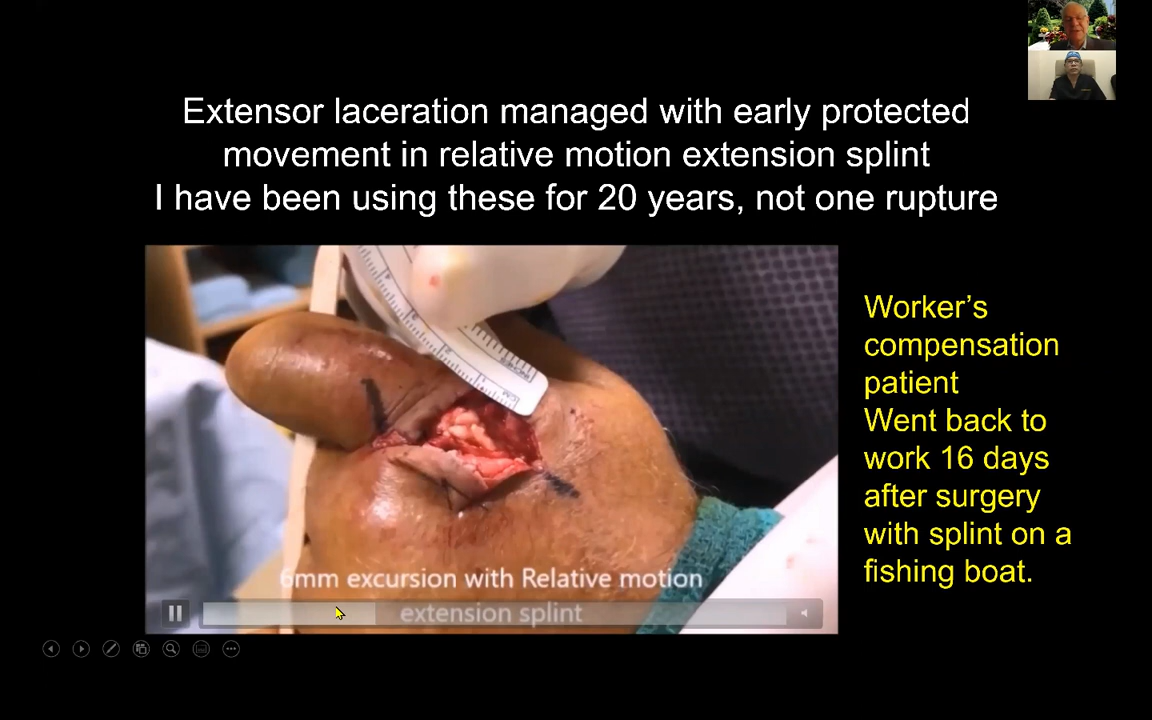 Extensor laceration managed with early protected
movement in relative motion extension splint
I have been using these for 20 years, not one rupture
6mm excursion with Relative motion
extension splint
Worker’s
compensation
patient
Went back to
work 16 days
after surgery
with splint on a
fishing boat.